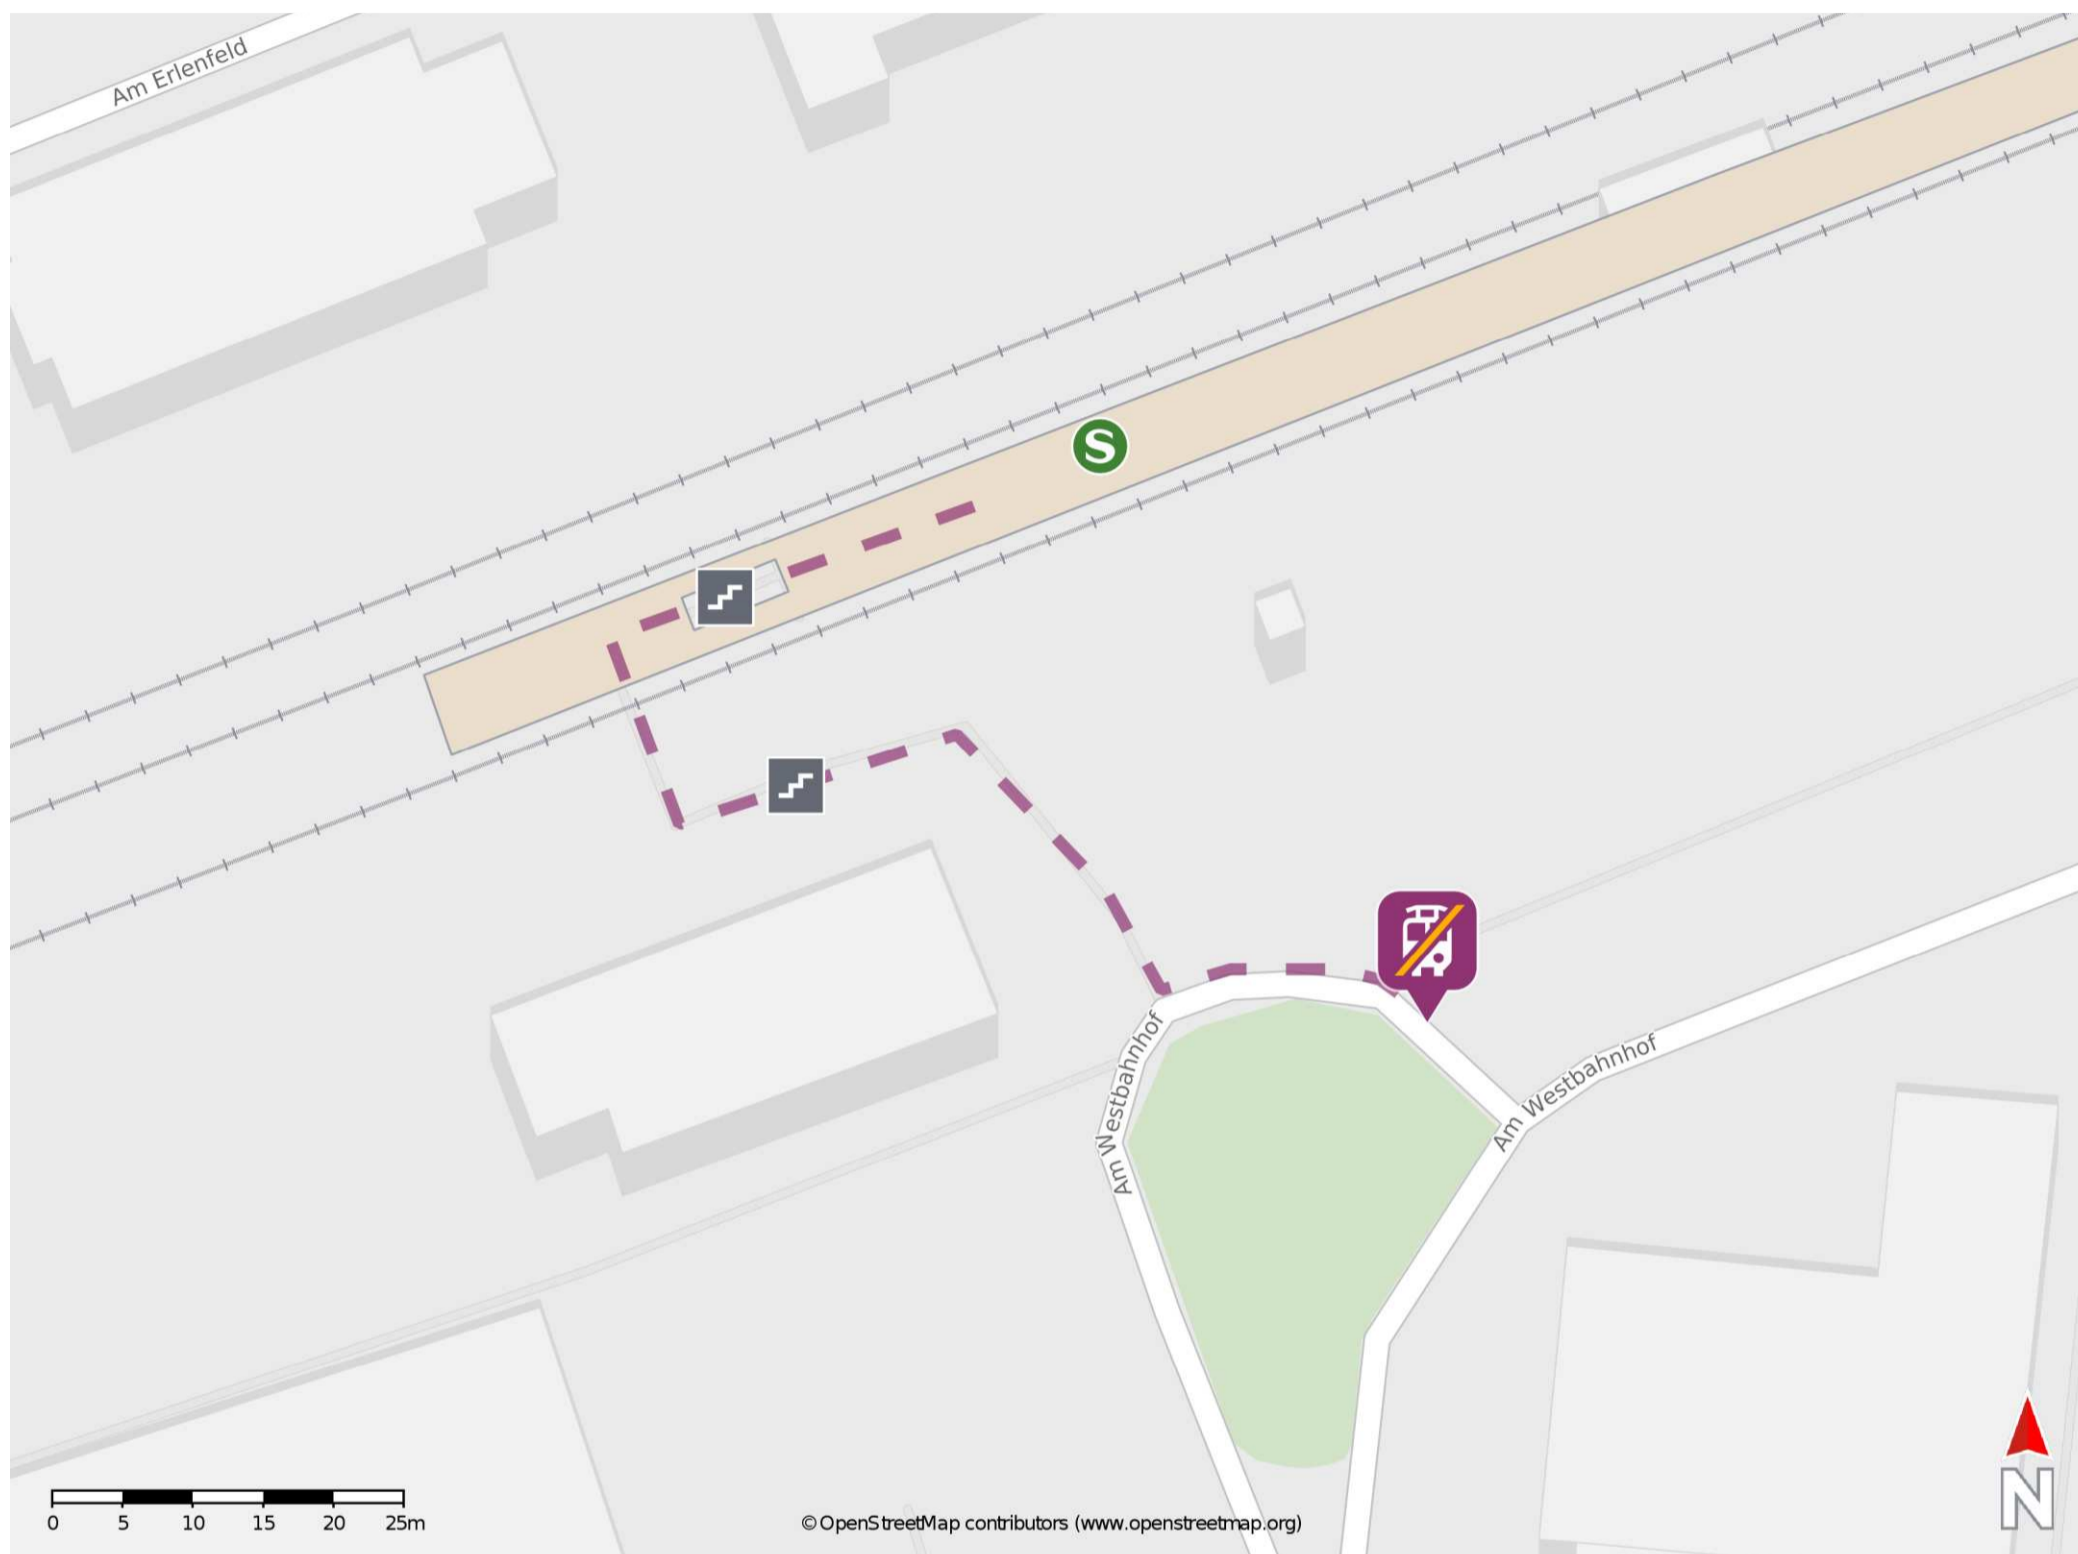 Am Erlenfeld
S
Am Westbahnhof
Am Westbahnhof
0 5 10 15 20 25m
© OpenStreetMap contributors (www.openstreetmap.org)
N